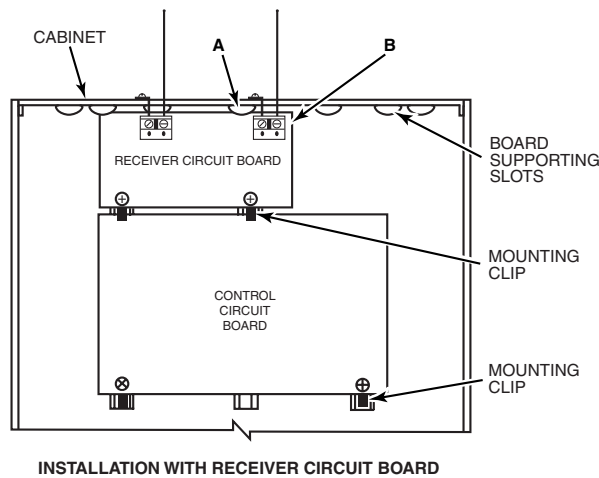 CABINET
A
B
RECEIVER CIRCUIT BOARD
BOARD
SUPPORTING
SLOTS
MOUNTING
CLIP
CONTROL
CIRCUIT
BOARD
MOUNTING
CLIP
INSTALLATION WITH RECEIVER CIRCUIT BOARD